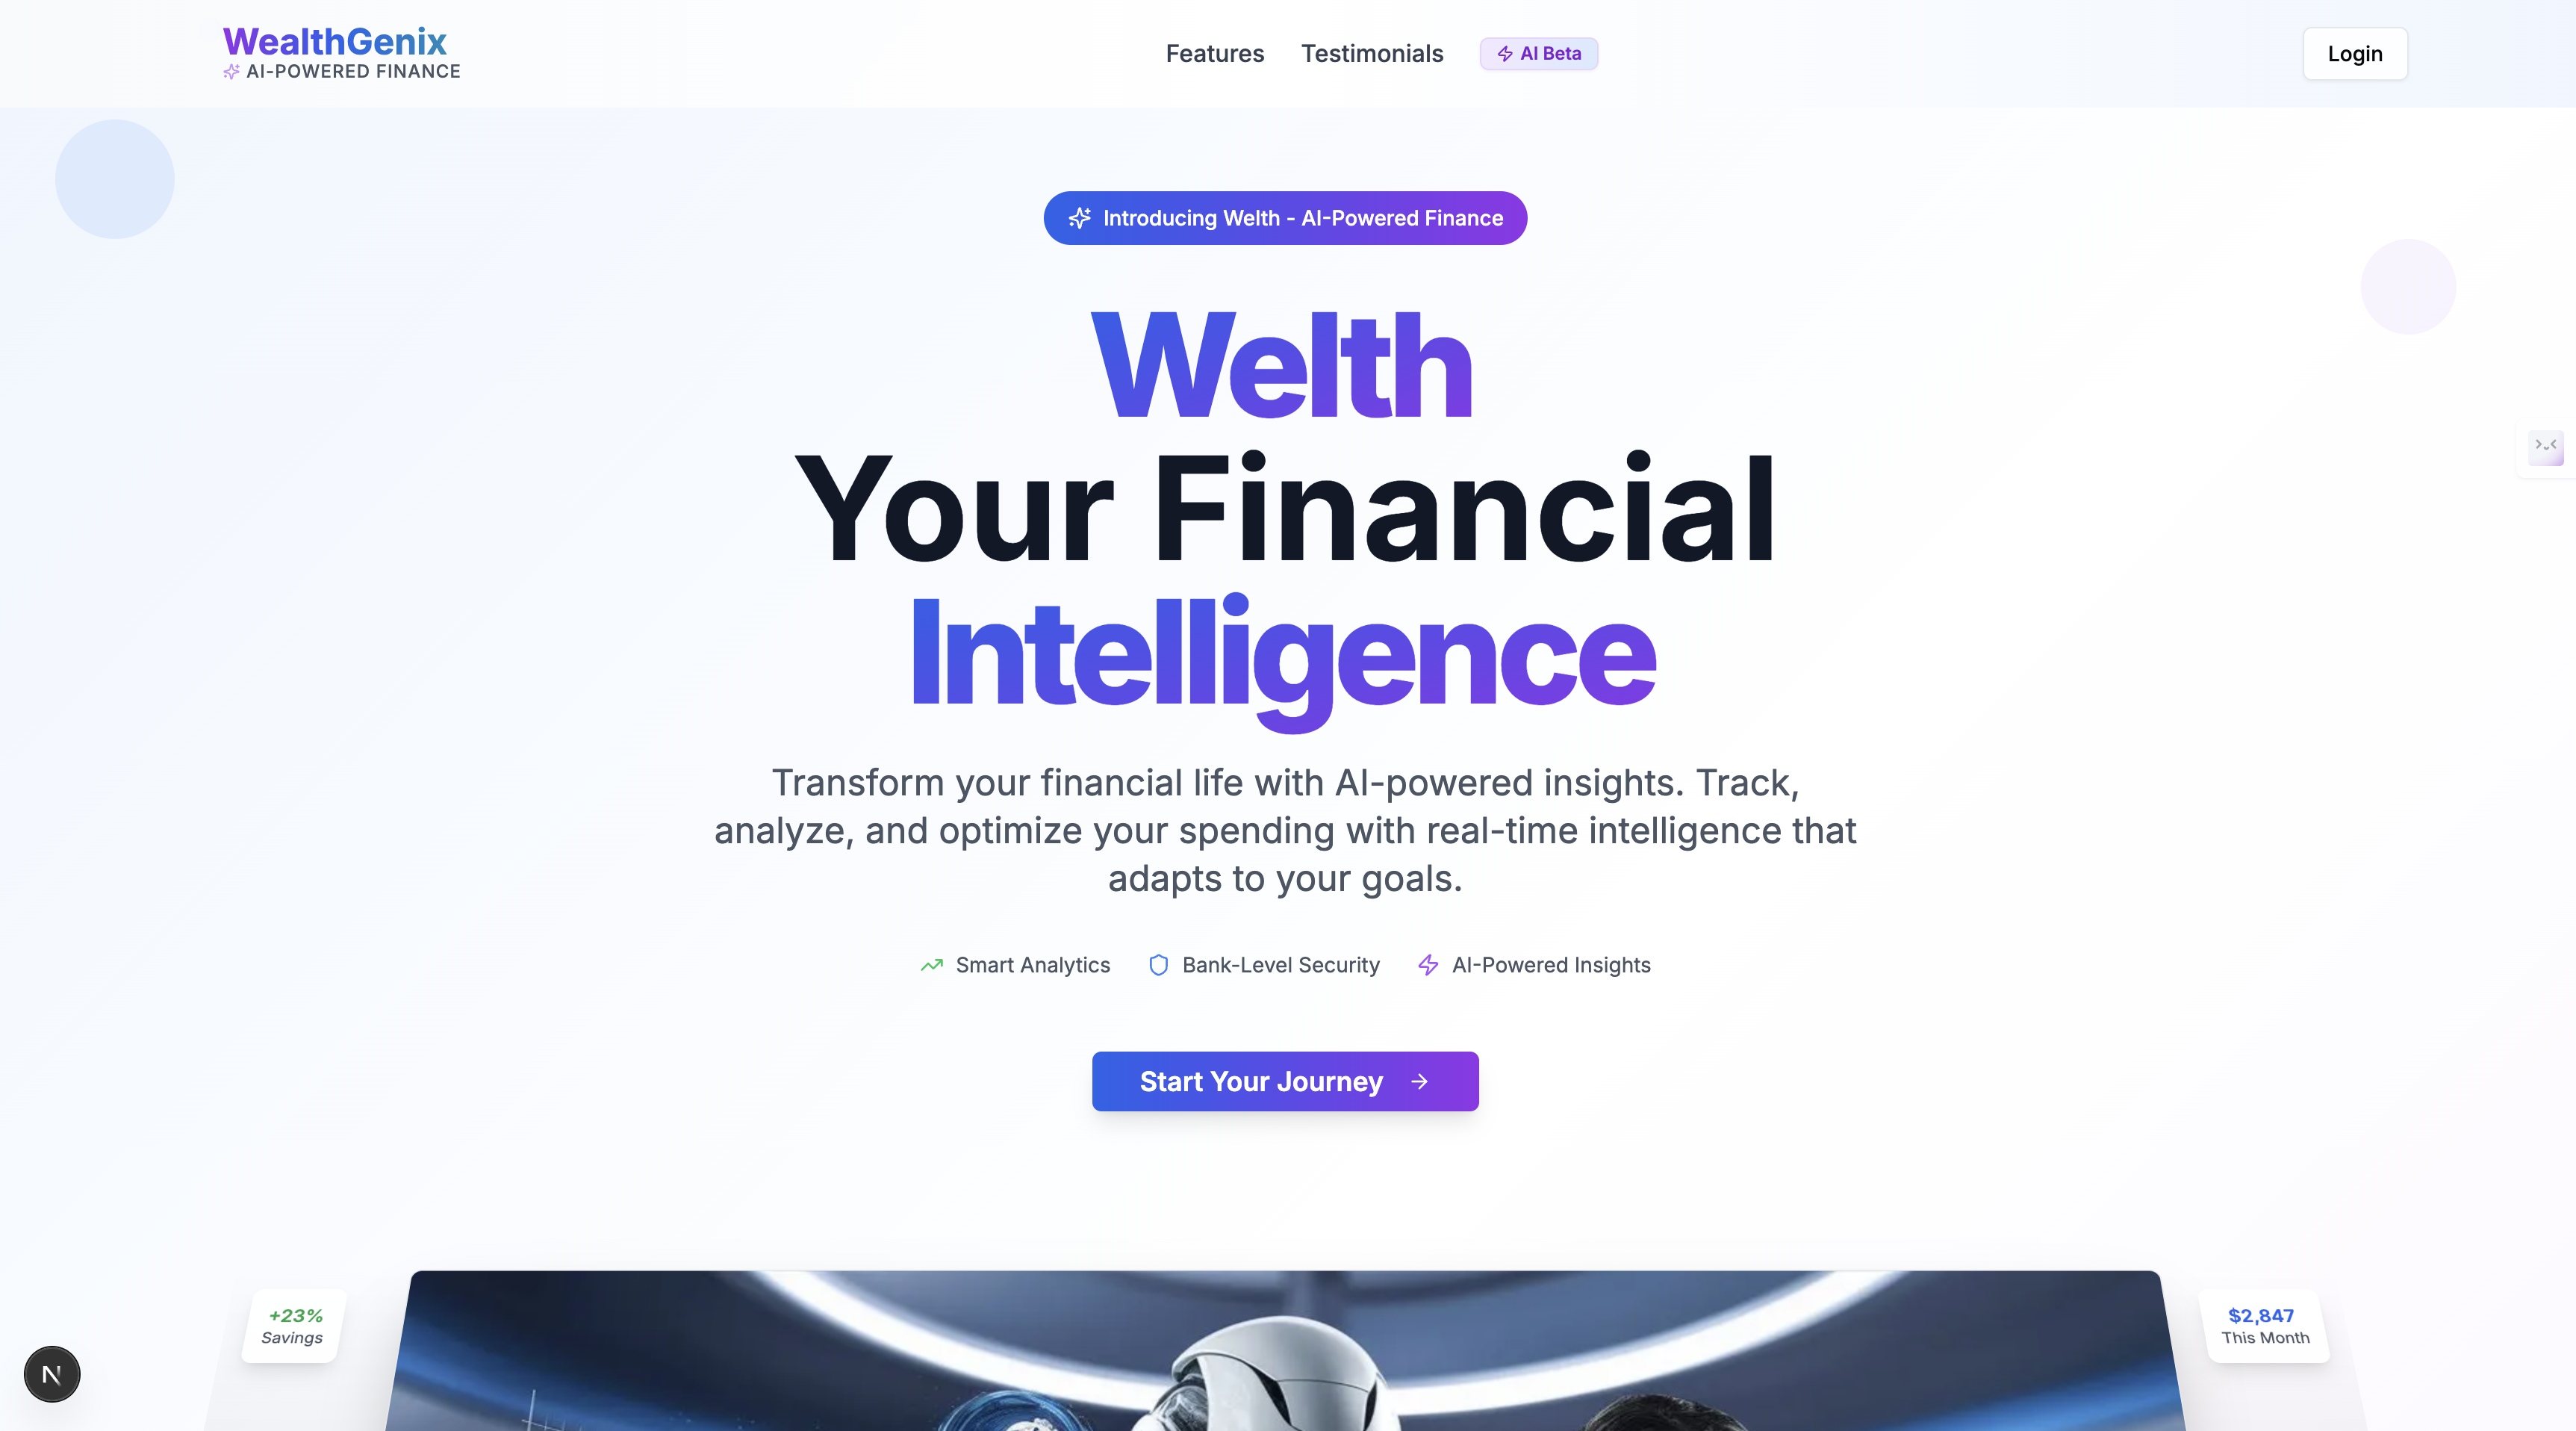 WealthGenix
AI-POWERED FINANCE
Features
Testimonials
AI Beta
Login
Introducing Welth - AI-Powered Finance
Welth
Your Financial
Intelligence
Transform your financial life with AI-powered insights. Track,
analyze, and optimize your spending with real-time intelligence that
adapts to your goals.
Smart Analytics
Bank-Level Security
AI-Powered Insights
Start Your Journey
+23%
Savings
$2,847
This Month
N